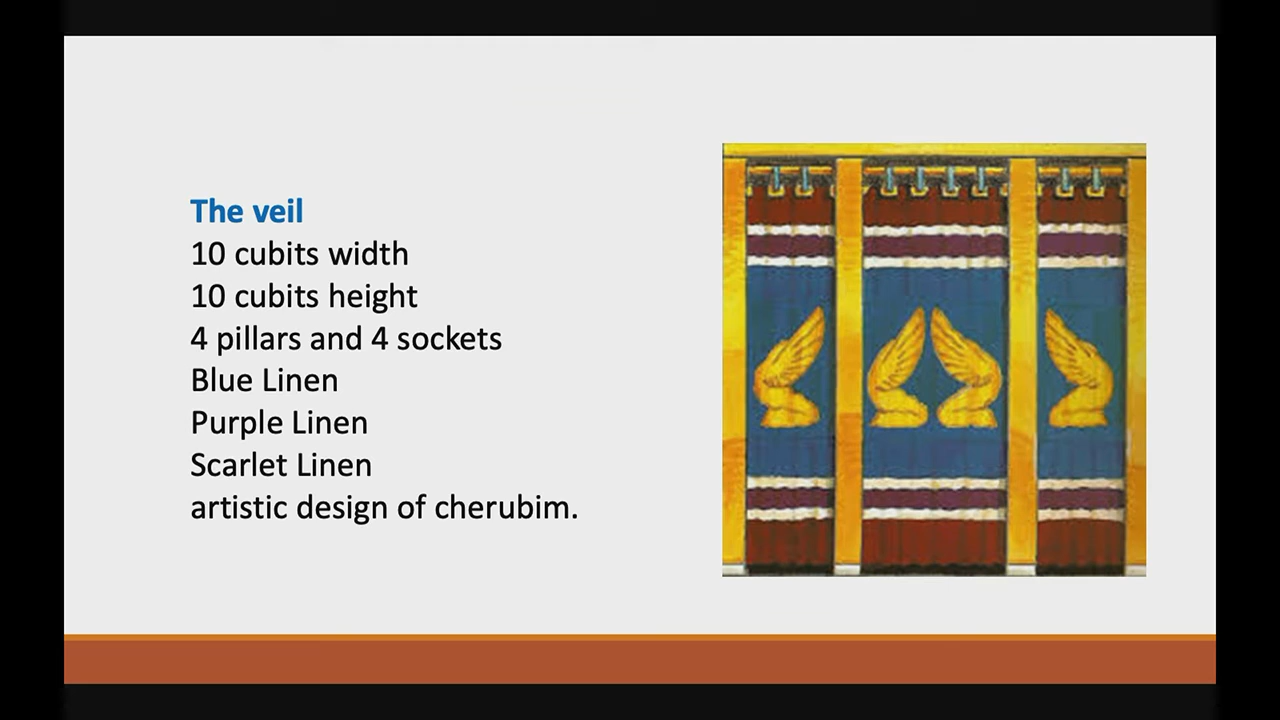 The veil
10 cubits width
10 cubits height
4 pillars and 4 sockets
Blue Linen
Purple Linen
Scarlet Linen
artistic design of cherubim.